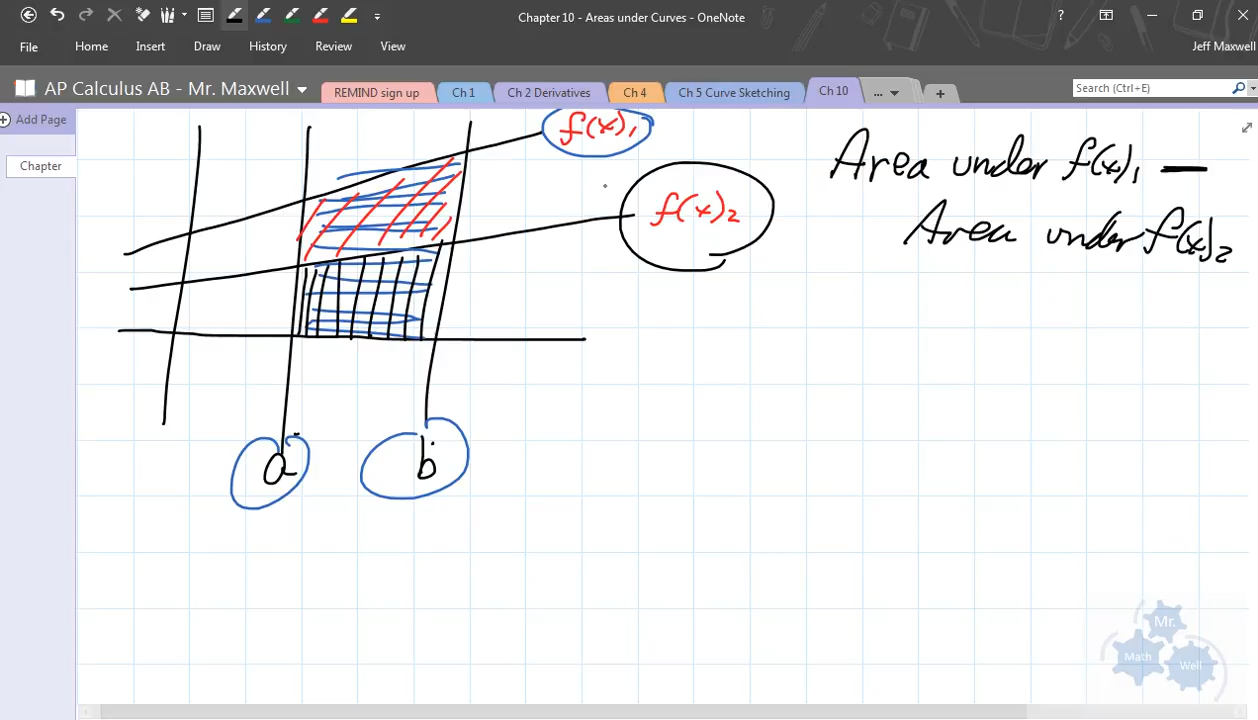 Chapter 10 - Areas under Curves - OneNote
?
File
Home
Insert
Draw
History
Review
View
Jeff Maxwell
AP Calculus AB - Mr. Maxwell
REMIND sign up
Ch 1
Ch 2 Derivatives
Ch 4
Ch 5 Curve Sketching
Ch 10
...
+
Search (Ctrl+E)
Add Page
Chapter
f(x)₁
f(x)₂
Area under f(x)₁ —
Area under f(x)₂
a
b
Mr.
Math
Well